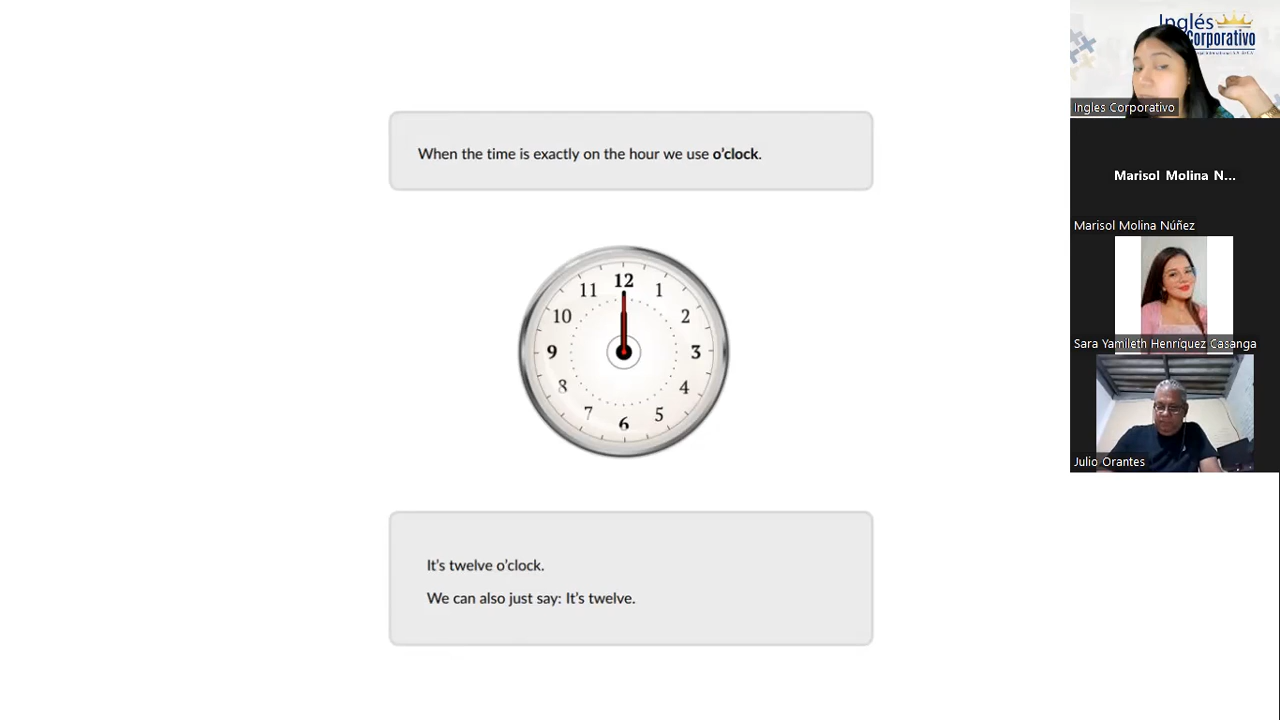 When the time is exactly on the hour we use o'clock.
12
11
1
10
2
9
3
8
4
7
5
6
It's twelve o'clock.
We can also just say: It's twelve.
Inglés
Corporativo
Ingles Corporativo
Marisol Molina N...
Marisol Molina Núñez
Sara Yamileth Henríquez Casanga
Julio Orantes